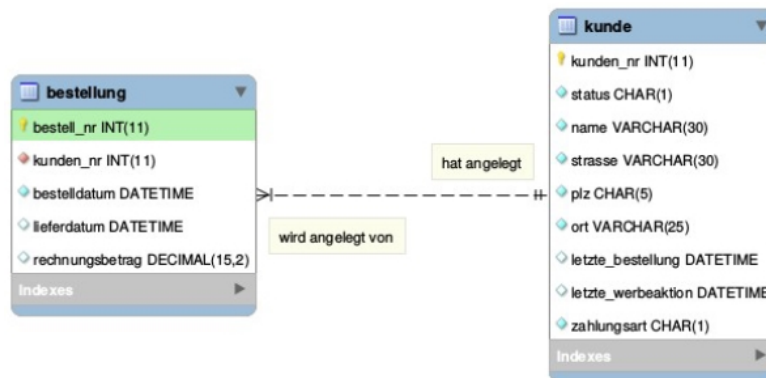 bestellung
bestell_nr INT(11)
kunden_nr INT(11)
bestelldatum DATETIME
lieferdatum DATETIME
rechnungsbetrag DECIMAL(15,2)
Indexes
hat angelegt
wird angelegt von
kunde
kunden_nr INT(11)
status CHAR(1)
name VARCHAR(30)
strasse VARCHAR(30)
plz CHAR(5)
ort VARCHAR(25)
letzte_bestellung DATETIME
letzte_werbeaktion DATETIME
zahlungsart CHAR(1)
Indexes